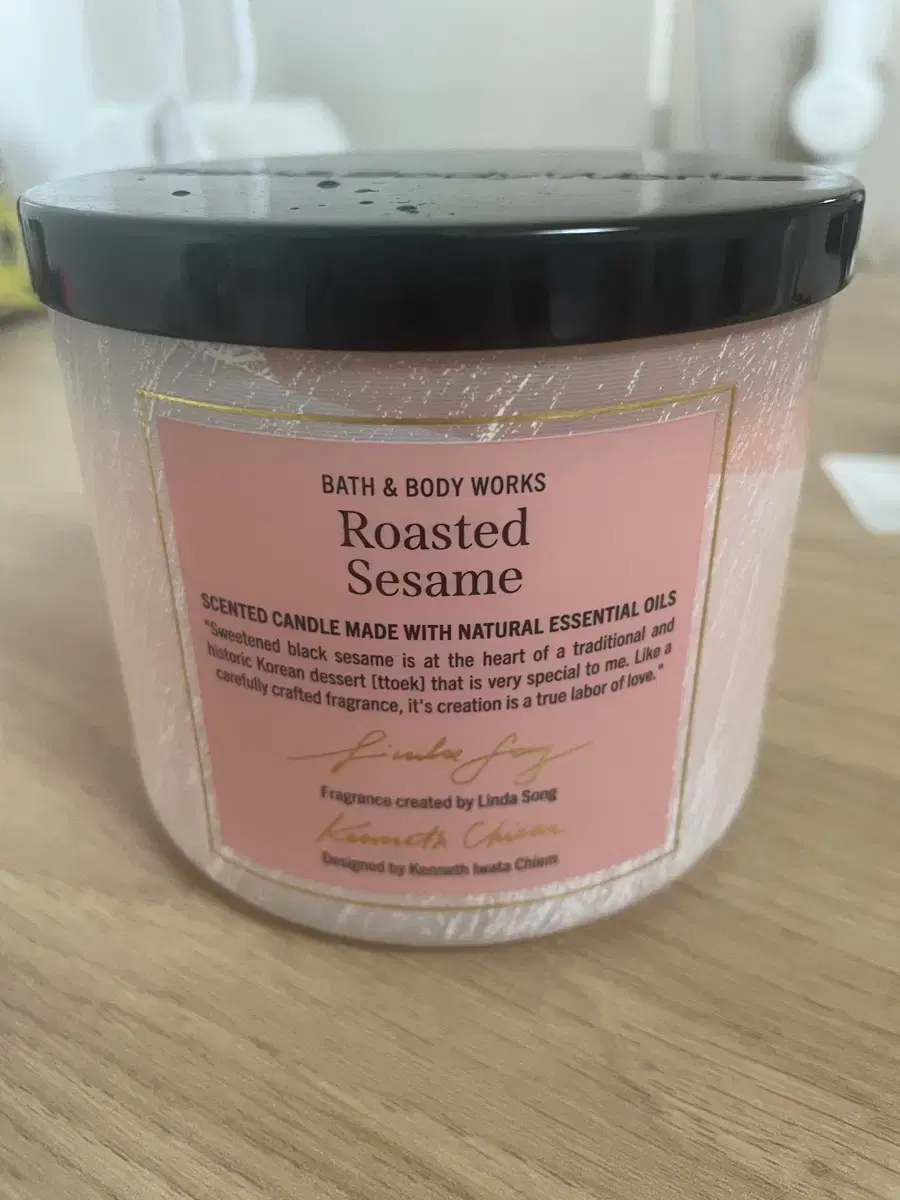 BATH & BODY WORKS
Roasted
Sesame
SCENTED CANDLE MADE WITH NATURAL ESSENTIAL OILS
"Sweetened black sesame is at the heart of a traditional and
historic Korean dessert [ttoek] that is very special to me. Like a
carefully crafted fragrance, it's creation is a true labor of love."
Linda Song
Fragrance created by Linda Song
Kenneth Chiem
Designed by Kenneth Iwata Chiem